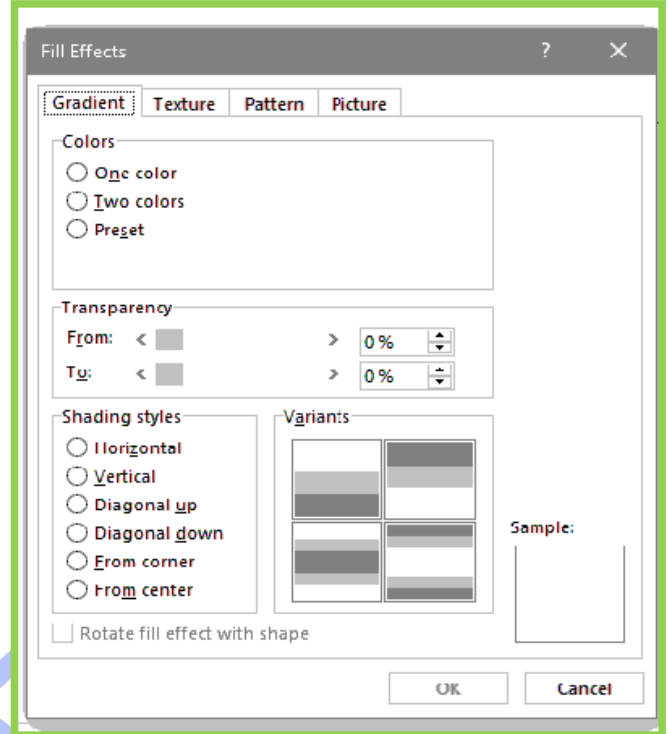 Fill Effects ? ×
Gradient Texture Pattern Picture
Colors
One color
Two colors
Preset
Transparency
From: < > 0 %
To: < > 0 %
Shading styles
Horizontal
Vertical
Diagonal up
Diagonal down
From corner
From center
Variants
Sample:
Rotate fill effect with shape
OK Cancel